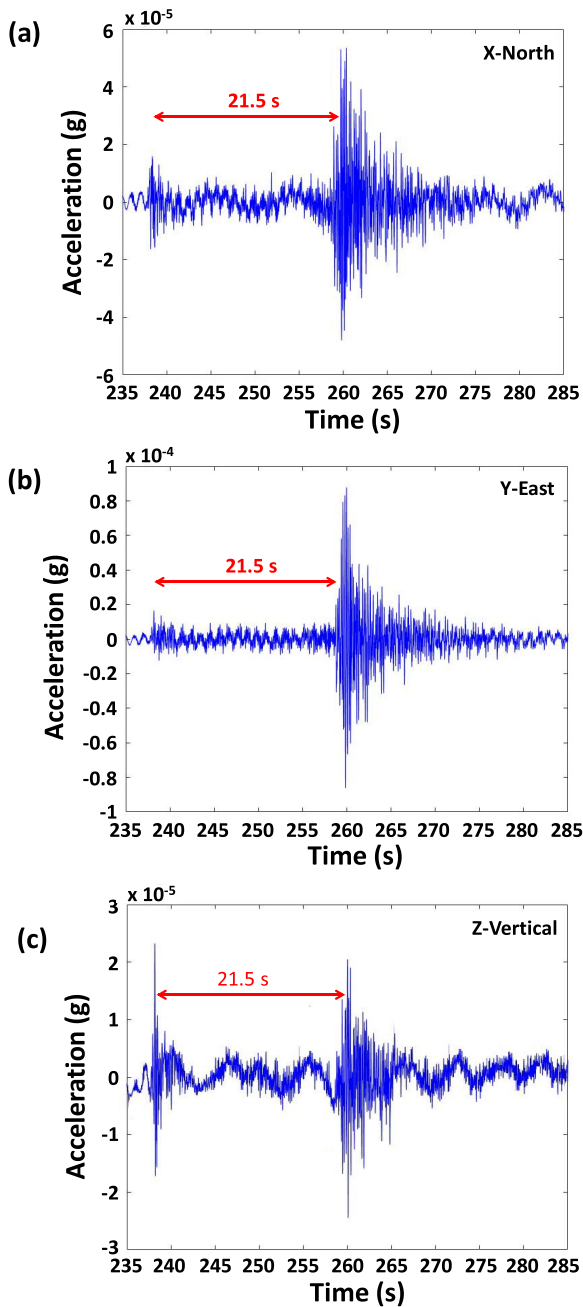 (a)
x 10-5
X-North
21.5 s
6
4
2
0
-2
-4
-6
Acceleration (g)
235 240 245 250 255 260 265 270 275 280 285
Time (s)
(b)
x 10-4
Y-East
21.5 s
1
0.8
0.6
0.4
0.2
0
-0.2
-0.4
-0.6
-0.8
-1
Acceleration (g)
235 240 245 250 255 260 265 270 275 280 285
Time (s)
(c)
x 10-5
Z-Vertical
21.5 s
3
2
1
0
-1
-2
-3
Acceleration (g)
235 240 245 250 255 260 265 270 275 280 285
Time (s)